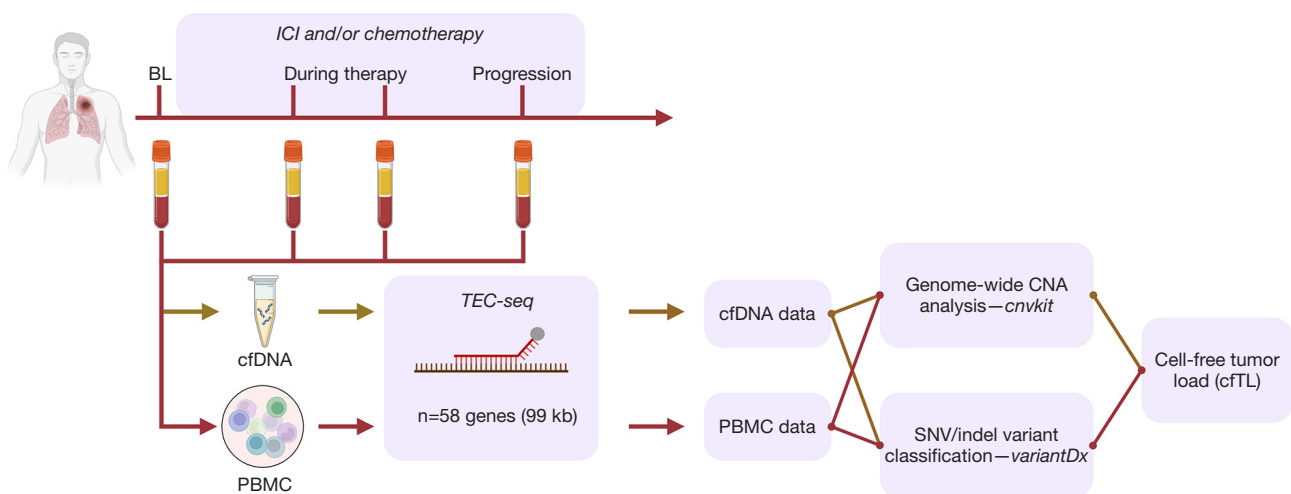 ICI and/or chemotherapy
BL
During therapy
Progression
cfDNA
PBMC
TEC-seq
n=58 genes (99 kb)
cfDNA data
PBMC data
Genome-wide CNA
analysis—cnvkit
SNV/indel variant
classification—variantDx
Cell-free tumor
load (cfTL)